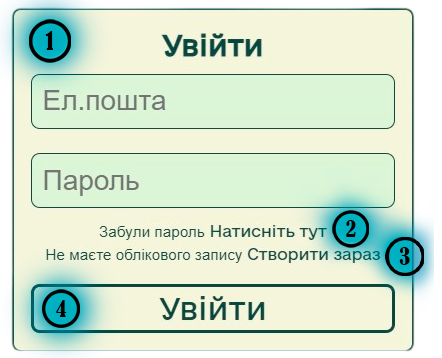 1 Увійти
Ел.пошта
Пароль
Забули пароль Натисніть тут 2
Не маєте облікового запису Створити зараз 3
4 Увійти